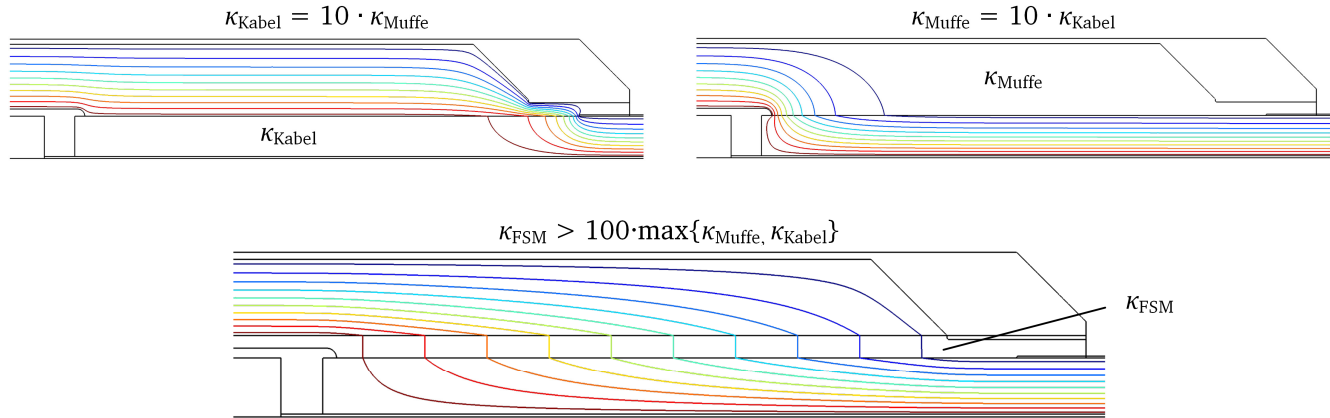 κKabel = 10 · κMuffe
κMuffe = 10 · κKabel
κMuffe
κKabel
κFSM > 100·max{κMuffe, κKabel}
κFSM